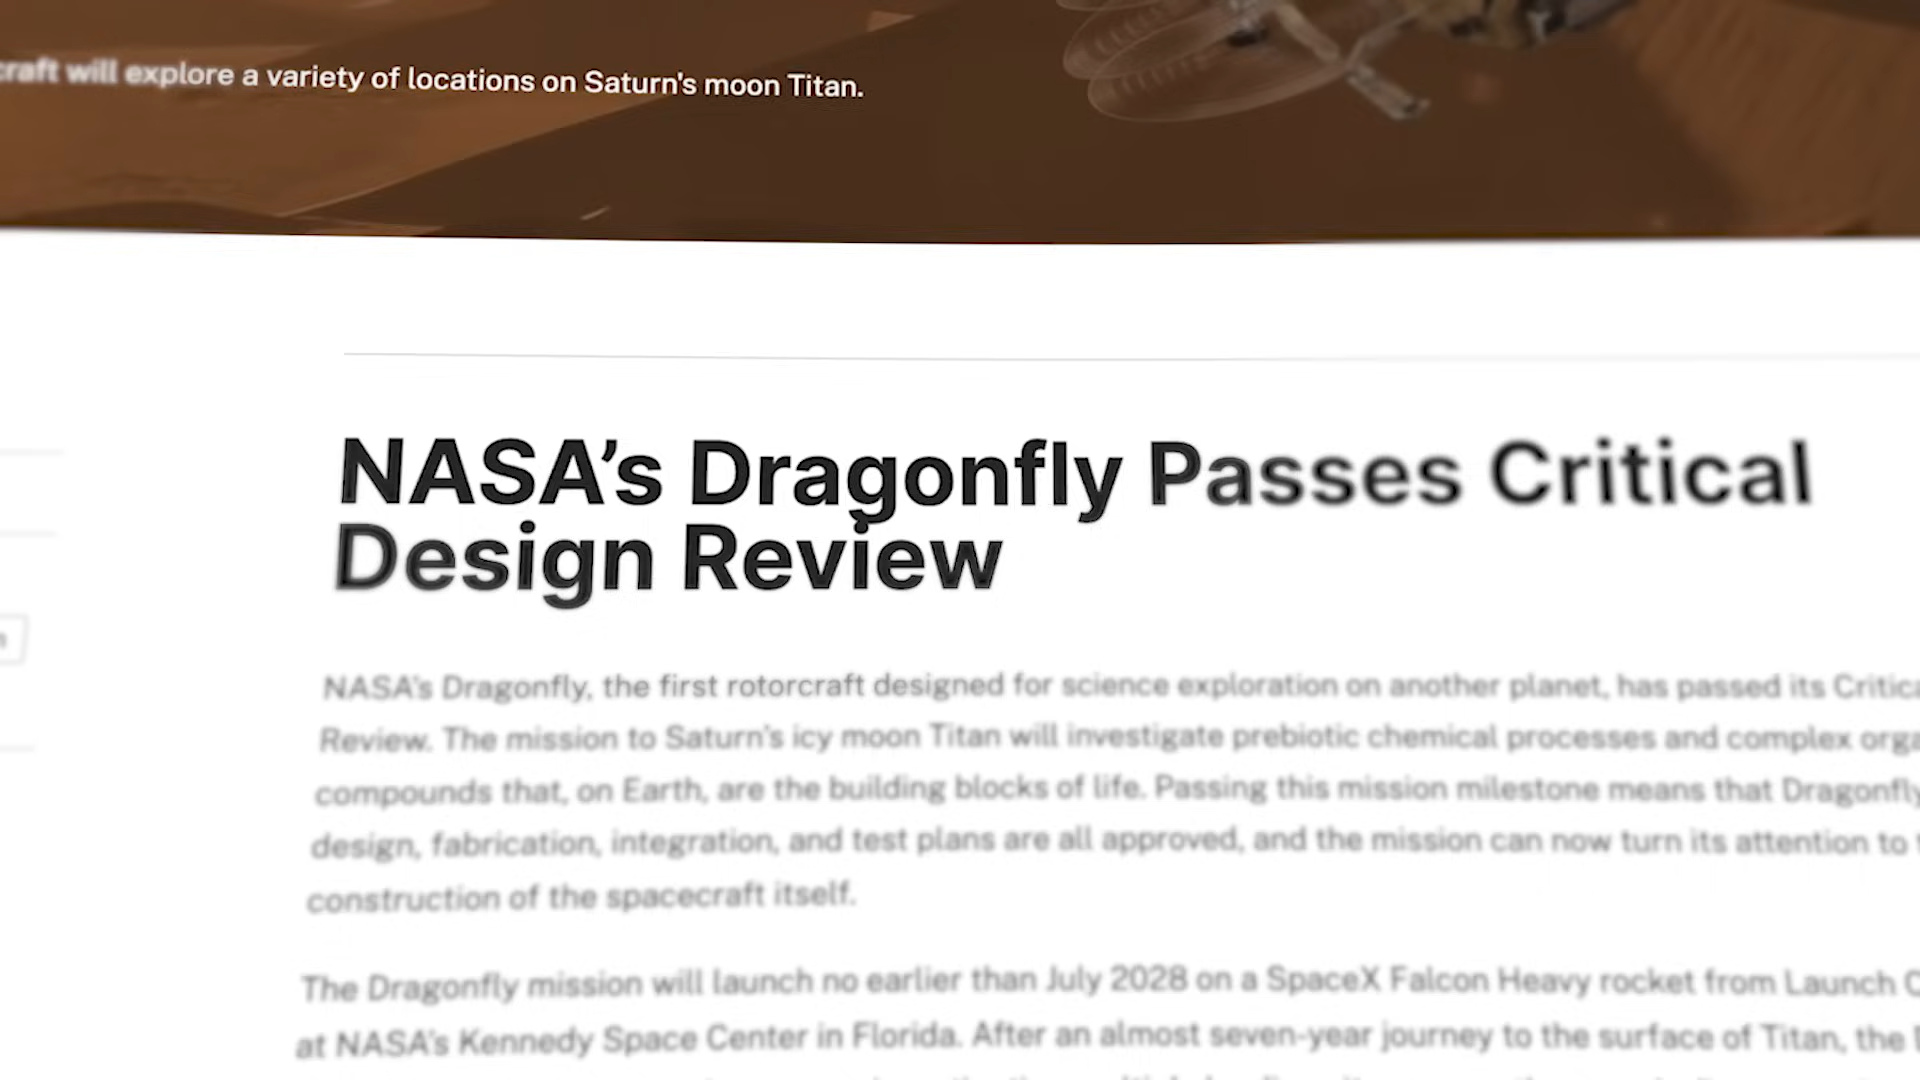 craft will explore a variety of locations on Saturn's moon Titan.
NASA's Dragonfly Passes Critical
Design Review
NASA's Dragonfly, the first rotorcraft designed for science exploration on another planet, has passed its
Review. The mission to Saturn's icy moon Titan will investigate prebiotic chemical processes and complex
compounds that, on Earth, are the building blocks of life. Passing this mission milestone means that Dragonfly
design, fabrication, integration, and test plans are all approved, and the mission can now turn its attention to
construction of the spacecraft itself.
The Dragonfly mission will launch no earlier than July 2028 on a SpaceX Falcon Heavy rocket from Launch
at NASA's Kennedy Space Center in Florida. After an almost seven-year journey to the surface of Titan, the